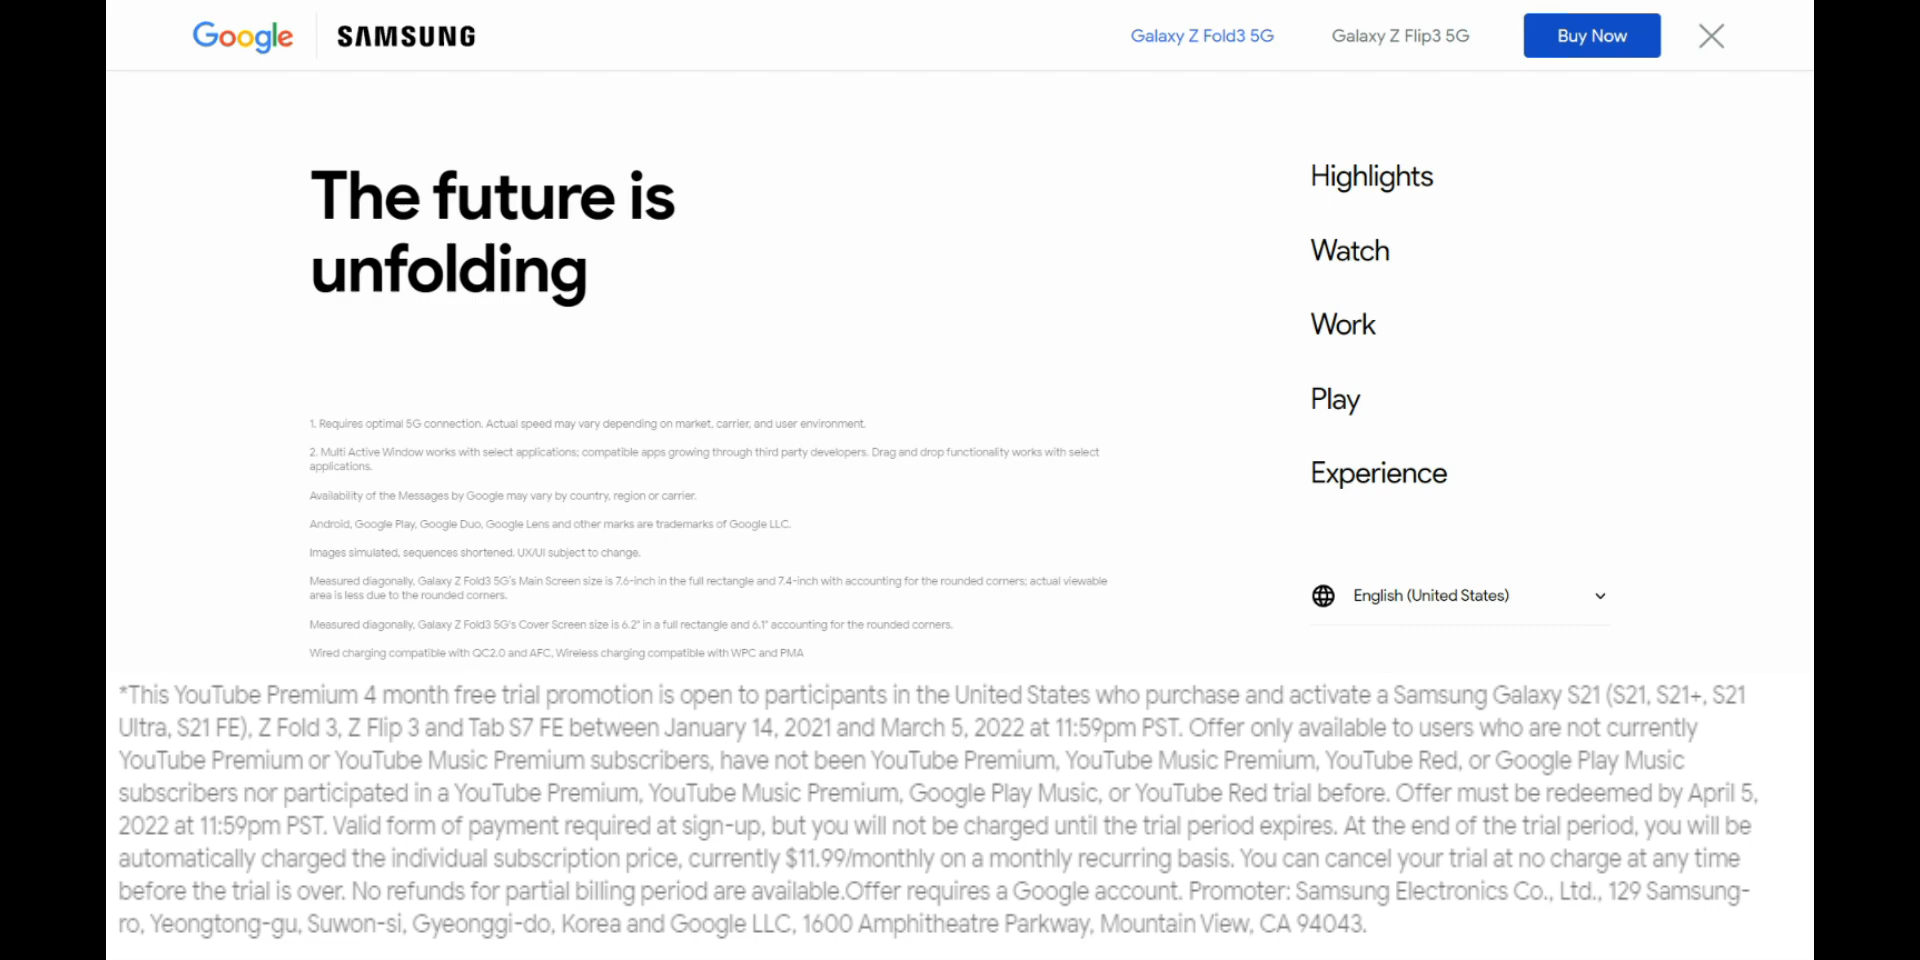 Google SAMSUNG Galaxy Z Fold3 5G Galaxy Z Flip3 5G Buy Now
The future is
unfolding
Highlights
Watch
Work
Play
Experience
1. Requires optimal 5G connection. Actual speed may vary depending on market, carrier, and user environment.
2. Multi Active Window works with select applications; compatible apps growing through third party developers. Drag and drop functionality works with select
applications.
Availability of the Messages by Google may vary by country, region or carrier.
Android, Google Play, Google Duo, Google Lens and other marks are trademarks of Google LLC.
Images simulated, sequences shortened. UX/UI subject to change.
Measured diagonally, Galaxy Z Fold3 5G's Main Screen size is 7.6-inch in the full rectangle and 7.4-inch with accounting for the rounded corners; actual viewable
area is less due to the rounded corners.
Measured diagonally, Galaxy Z Fold3 5G's Cover Screen size is 6.2" in a full rectangle and 6.1" accounting for the rounded corners.
Wired charging compatible with QC2.0 and AFC, Wireless charging compatible with WPC and PMA
English (United States)
*This YouTube Premium 4 month free trial promotion is open to participants in the United States who purchase and activate a Samsung Galaxy S21 (S21, S21+, S21
Ultra, S21 FE), Z Fold 3, Z Flip 3 and Tab S7 FE between January 14, 2021 and March 5, 2022 at 11:59pm PST. Offer only available to users who are not currently
YouTube Premium or YouTube Music Premium subscribers, have not been YouTube Premium, YouTube Music Premium, YouTube Red, or Google Play Music
subscribers nor participated in a YouTube Premium, YouTube Music Premium, Google Play Music, or YouTube Red trial before. Offer must be redeemed by April 5,
2022 at 11:59pm PST. Valid form of payment required at sign-up, but you will not be charged until the trial period expires. At the end of the trial period, you will be
automatically charged the individual subscription price, currently $11.99/monthly on a monthly recurring basis. You can cancel your trial at no charge at any time
before the trial is over. No refunds for partial billing period are available.Offer requires a Google account. Promoter: Samsung Electronics Co., Ltd., 129 Samsung-
ro, Yeongtong-gu, Suwon-si, Gyeonggi-do, Korea and Google LLC, 1600 Amphitheatre Parkway, Mountain View, CA 94043.